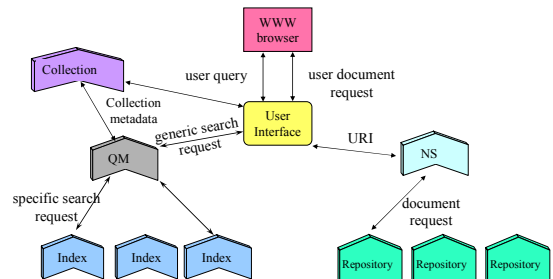 WWW
browser
Collection
user query
user document
request
Collection
metadata
User
Interface
generic search
request
URI
QM
NS
specific search
request
document
request
Index
Index
Index
Repository
Repository
Repository